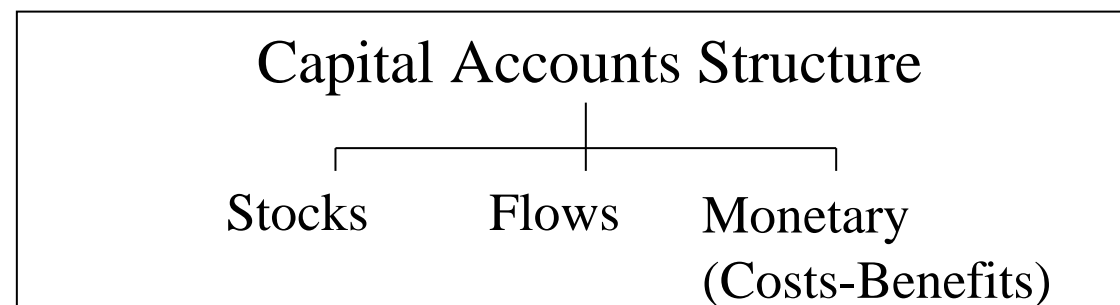 Capital Accounts Structure
Stocks Flows Monetary
(Costs-Benefits)